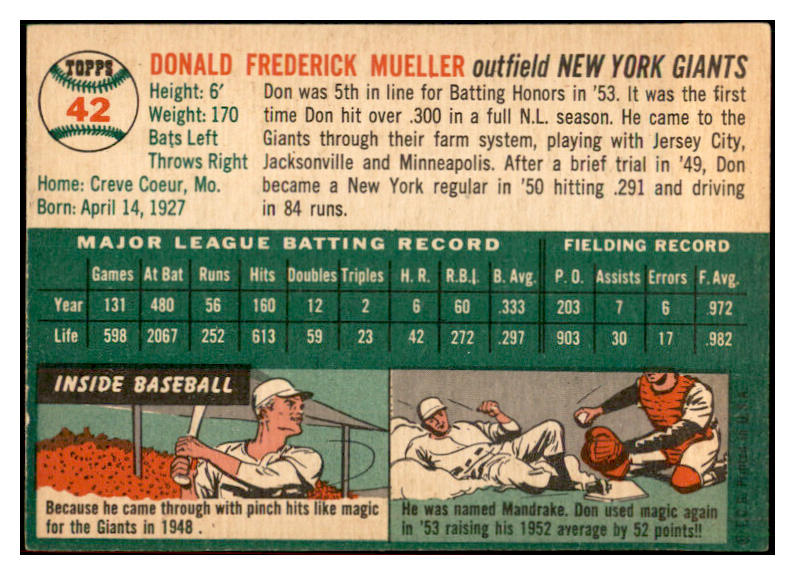 TOPPS
42
DONALD FREDERICK MUELLER outfield NEW YORK GIANTS
Height: 6'
Weight: 170
Bats Left
Throws Right
Home: Creve Coeur, Mo.
Born: April 14, 1927
Don was 5th in line for Batting Honors in '53. It was the first
time Don hit over .300 in a full N.L. season. He came to the
Giants through their farm system, playing with Jersey City,
Jacksonville and Minneapolis. After a brief trial in '49, Don
became a New York regular in '50 hitting .291 and driving
in 84 runs.
MAJOR LEAGUE BATTING RECORD FIELDING RECORD
Games At Bat Runs Hits Doubles Triples H. R. R.B.I. B. Avg. P. O. Assists Errors F. Avg.
Year 131 480 56 160 12 2 6 60 .333 203 7 6 .972
Life 598 2067 252 613 59 23 42 272 .297 903 30 17 .982
INSIDE BASEBALL
Because he came through with pinch hits like magic
for the Giants in 1948 .
He was named Mandrake. Don used magic again
in '53 raising his 1952 average by 52 points!!